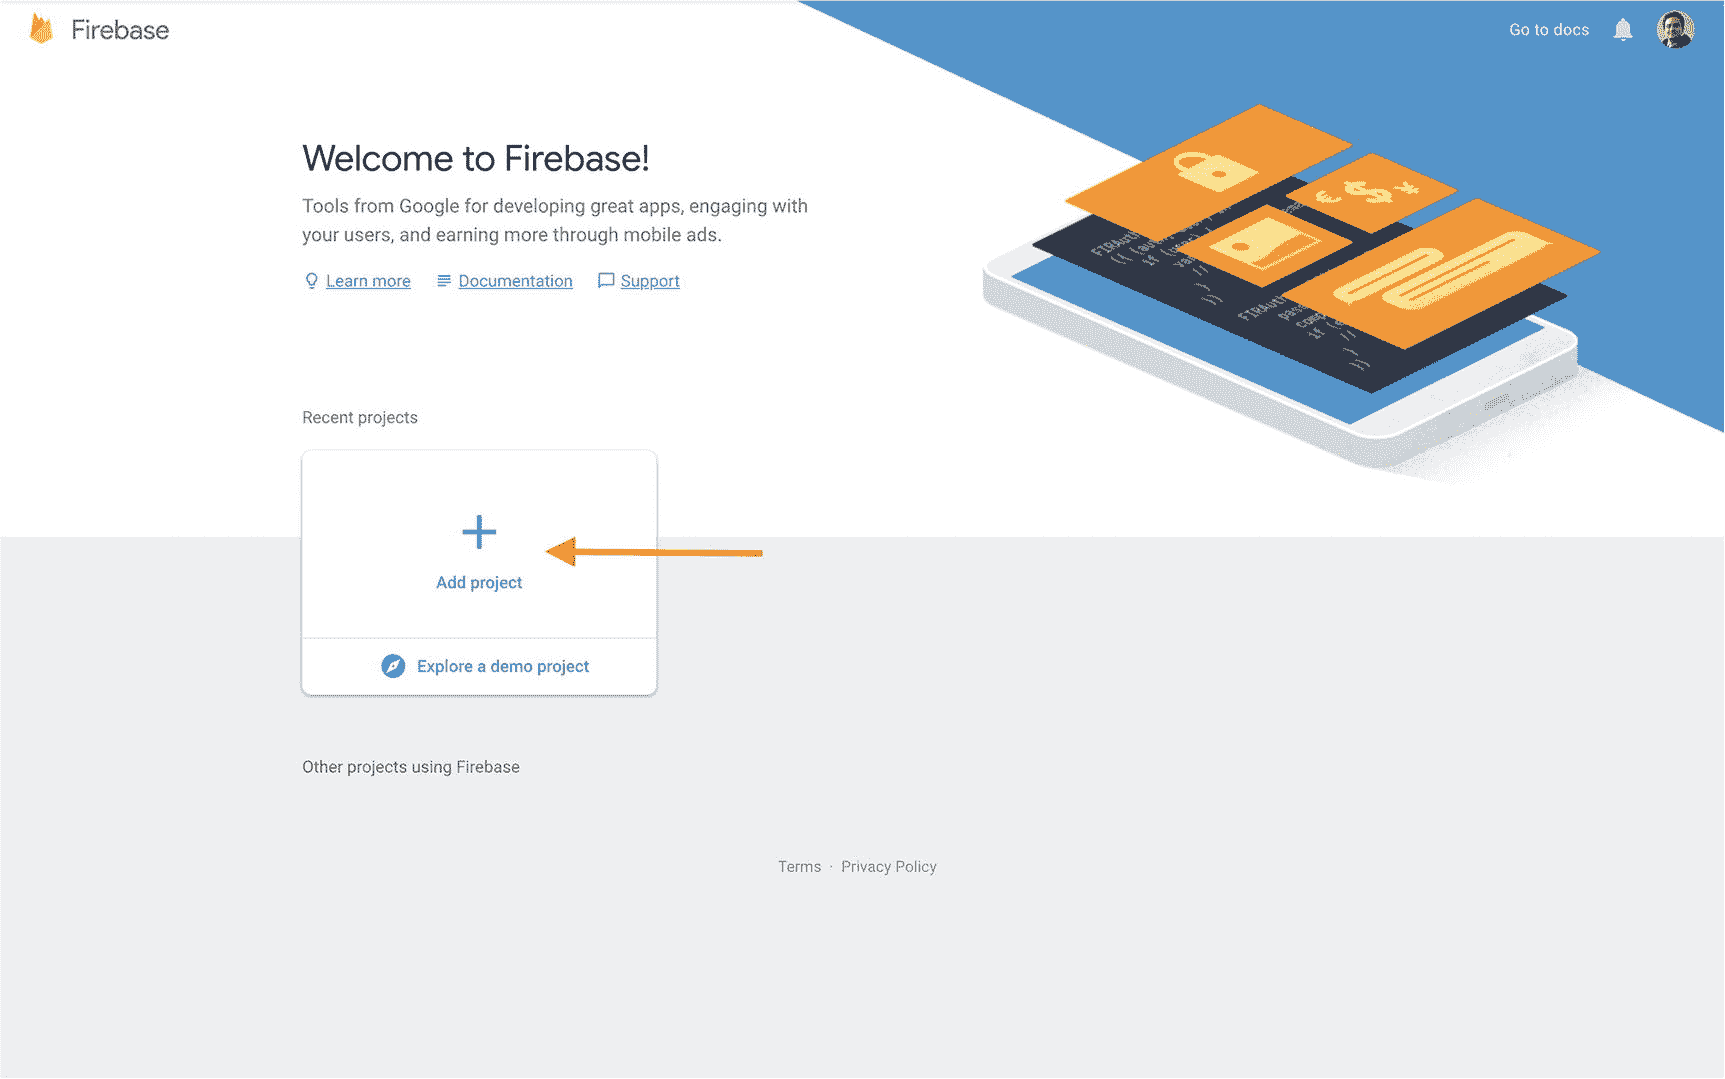 Firebase
Go to docs
Welcome to Firebase!
Tools from Google for developing great apps, engaging with
your users, and earning more through mobile ads.
Learn more
Documentation
Support
Recent projects
Add project
Explore a demo project
Other projects using Firebase
Terms · Privacy Policy